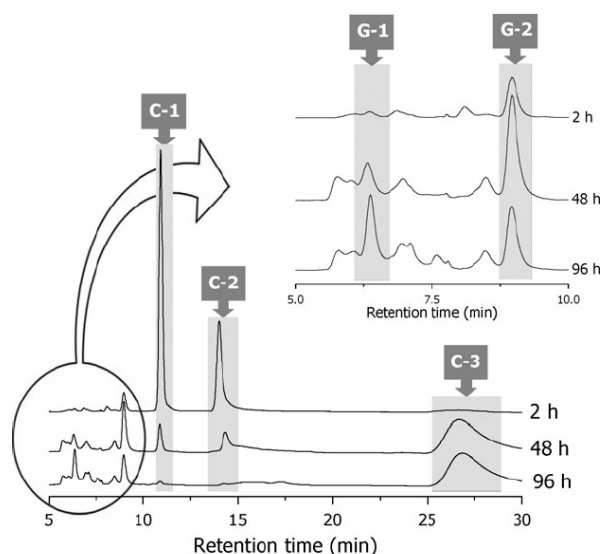 G-1 G-2
C-1
2 h
48 h
C-2
96 h
5.0 7.5 10.0
Retention time (min)
C-3
2 h
48 h
96 h
5 10 15 20 25 30
Retention time (min)